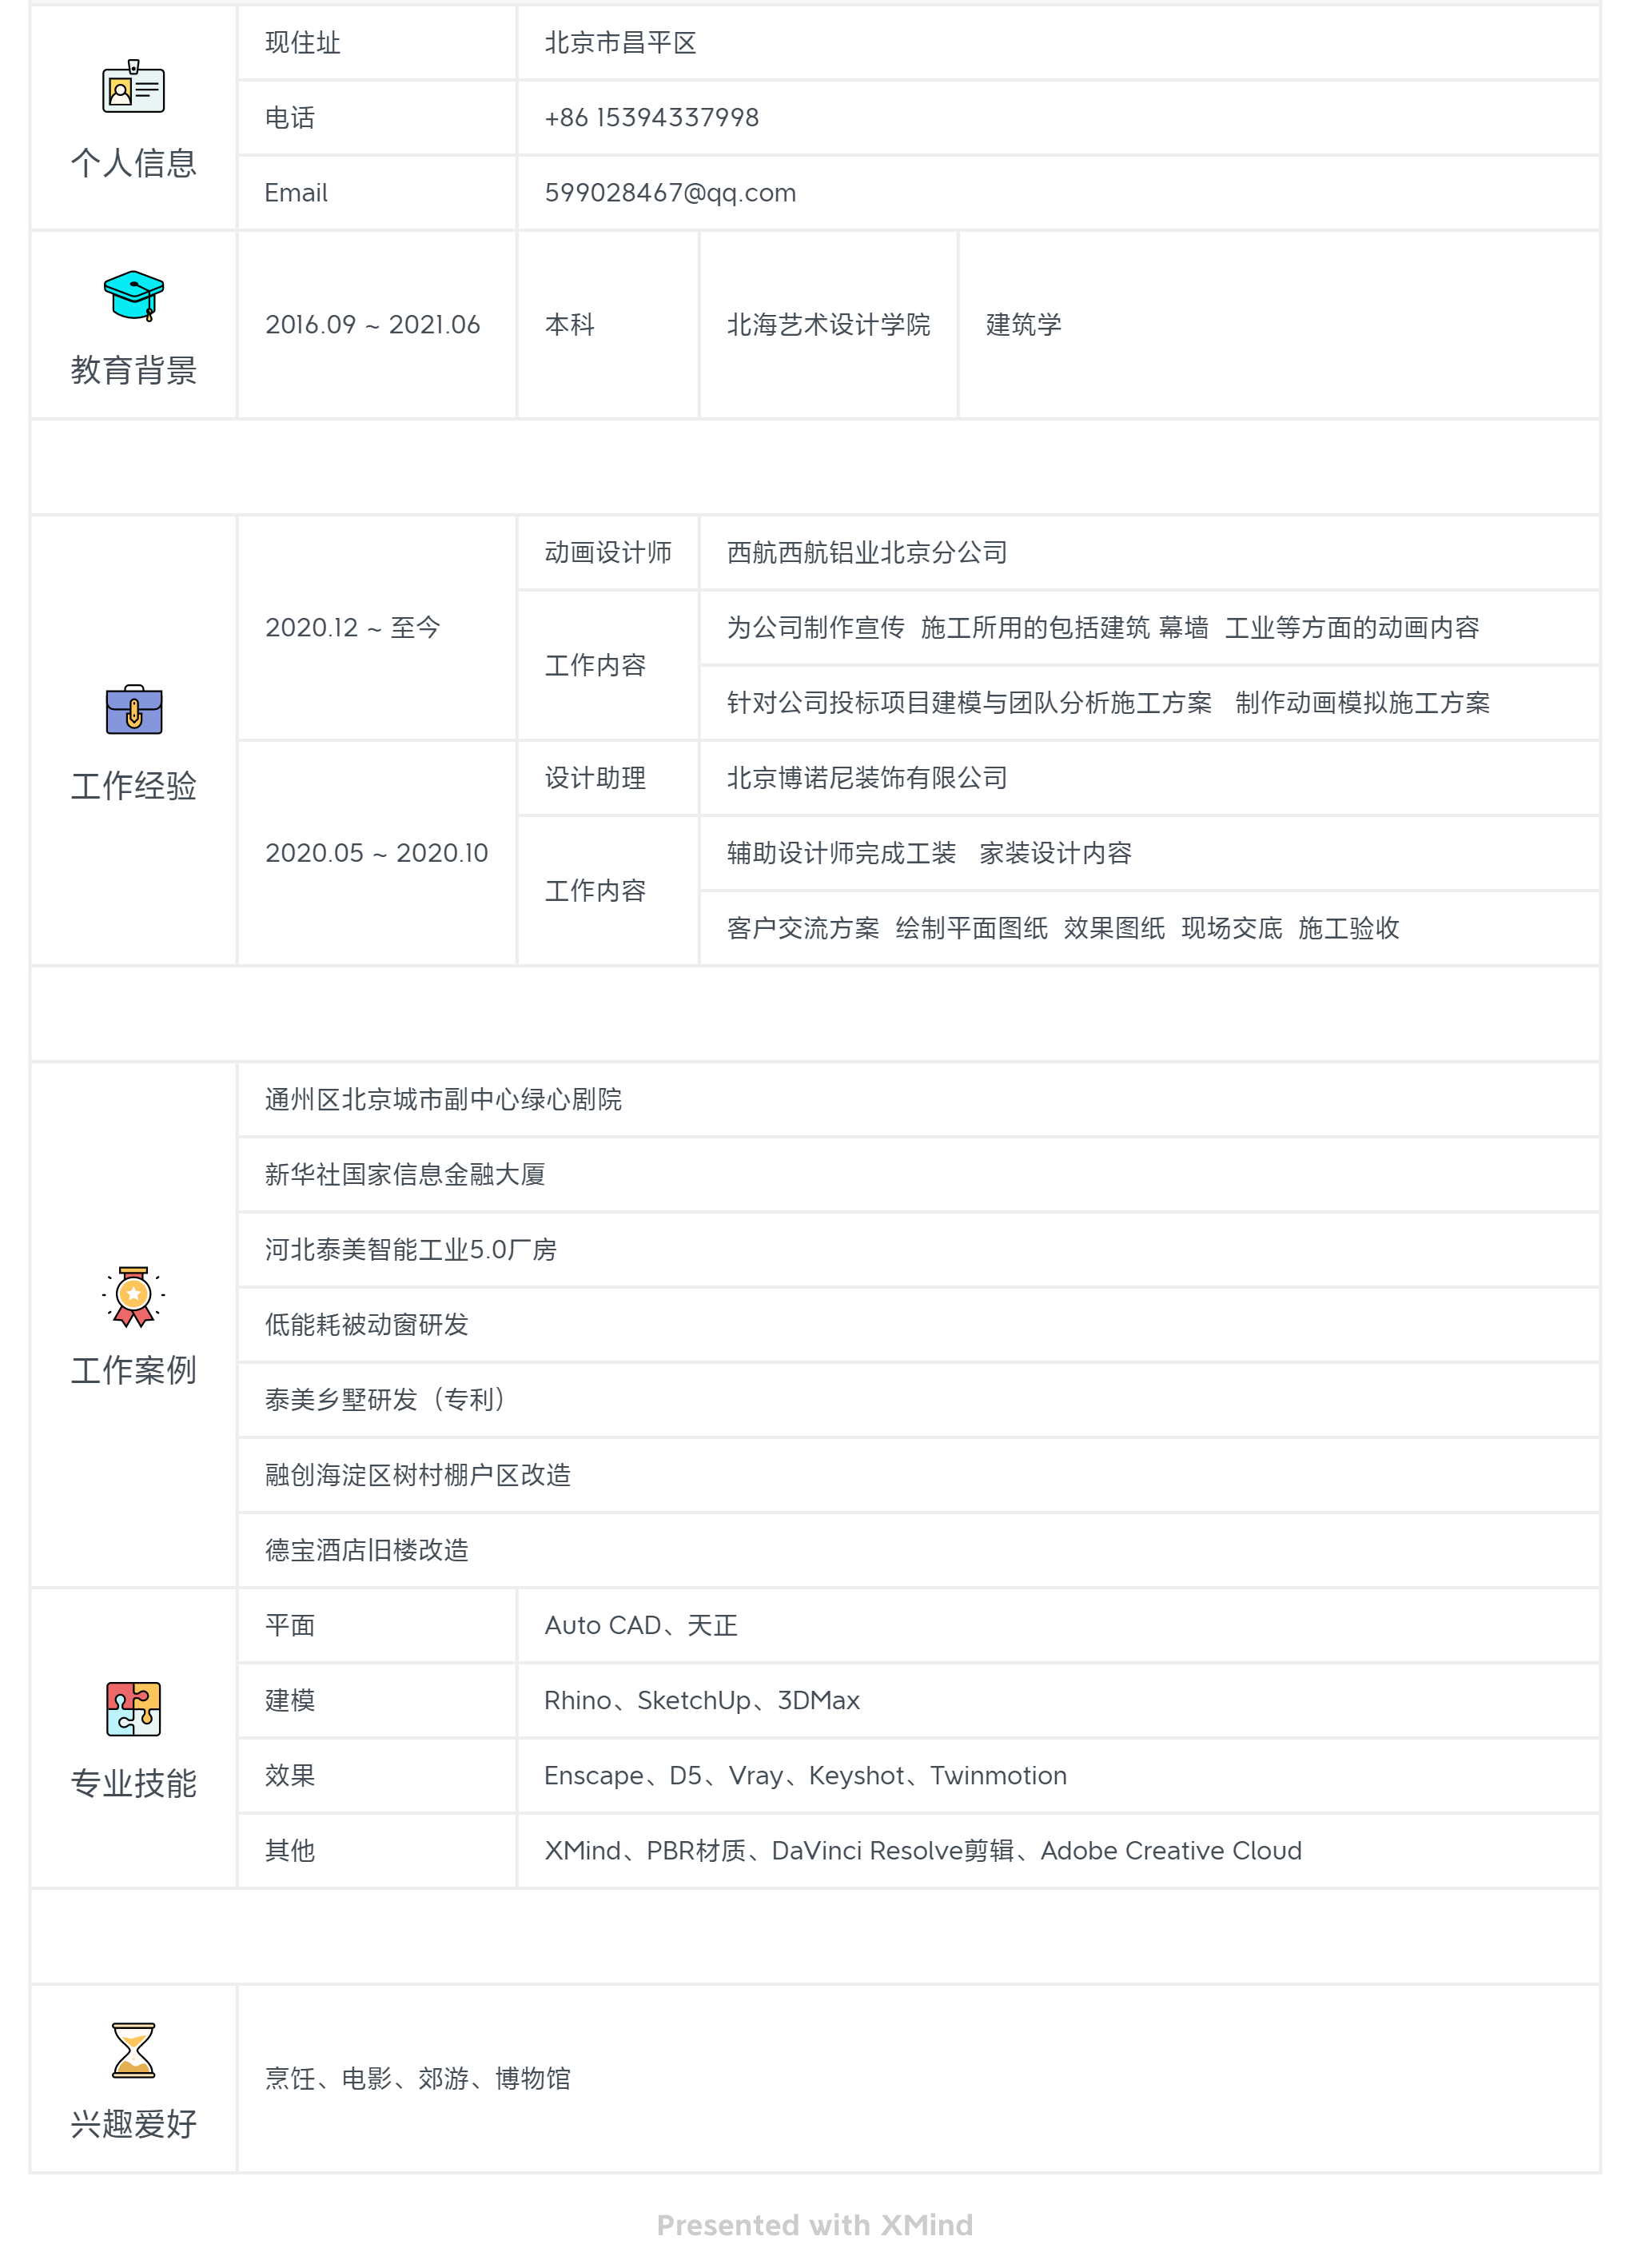 现住址 北京市昌平区
电话 +86 15394337998
个人信息
Email 599028467@qq.com
2016.09 ~ 2021.06 本科 北海艺术设计学院 建筑学
教育背景
动画设计师 西航西航铝业北京分公司
2020.12 ~ 至今 为公司制作宣传 施工所用的包括建筑 幕墙 工业等方面的动画内容
工作内容
针对公司投标项目建模与团队分析施工方案 制作动画模拟施工方案
工作经验
设计助理 北京博诺尼装饰有限公司
2020.05 ~ 2020.10 辅助设计师完成工装 家装设计内容
工作内容
客户交流方案 绘制平面图纸 效果图纸 现场交底 施工验收
通州区北京城市副中心绿心剧院
新华社国家信息金融大厦
河北泰美智能工业5.0厂房
低能耗被动窗研发
工作案例
泰美乡墅研发（专利）
融创海淀区树村棚户区改造
德宝酒店旧楼改造
平面 Auto CAD、天正
建模 Rhino、SketchUp、3DMax
专业技能
效果 Enscape、D5、Vray、Keyshot、Twinmotion
其他 XMind、PBR材质、DaVinci Resolve剪辑、Adobe Creative Cloud
烹饪、电影、郊游、博物馆
兴趣爱好
Presented with XMind